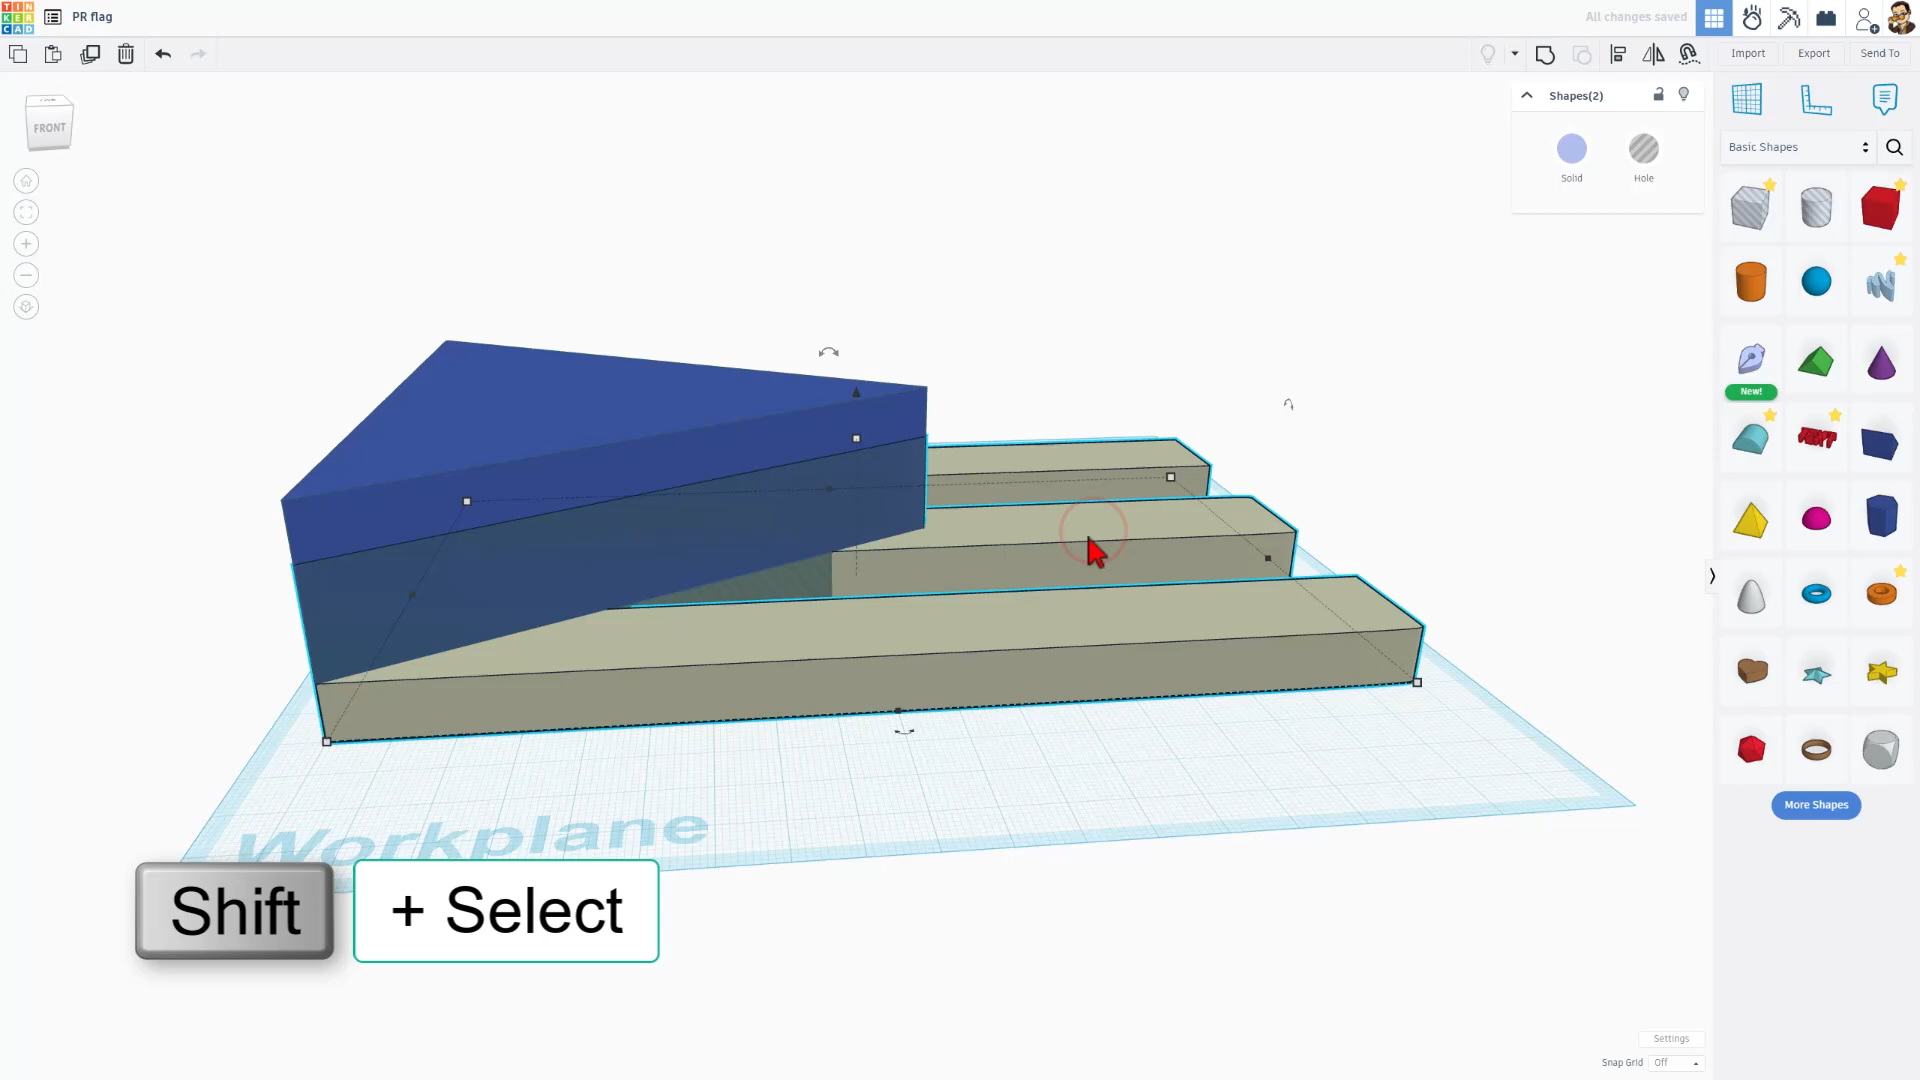 TIN
KER
CAD
PR flag
All changes saved
Import
Export
Send To
FRONT
Shapes(2)
Solid
Hole
Basic Shapes
New!
More Shapes
Workplane
Shift
+ Select
Settings
Snap Grid
Off